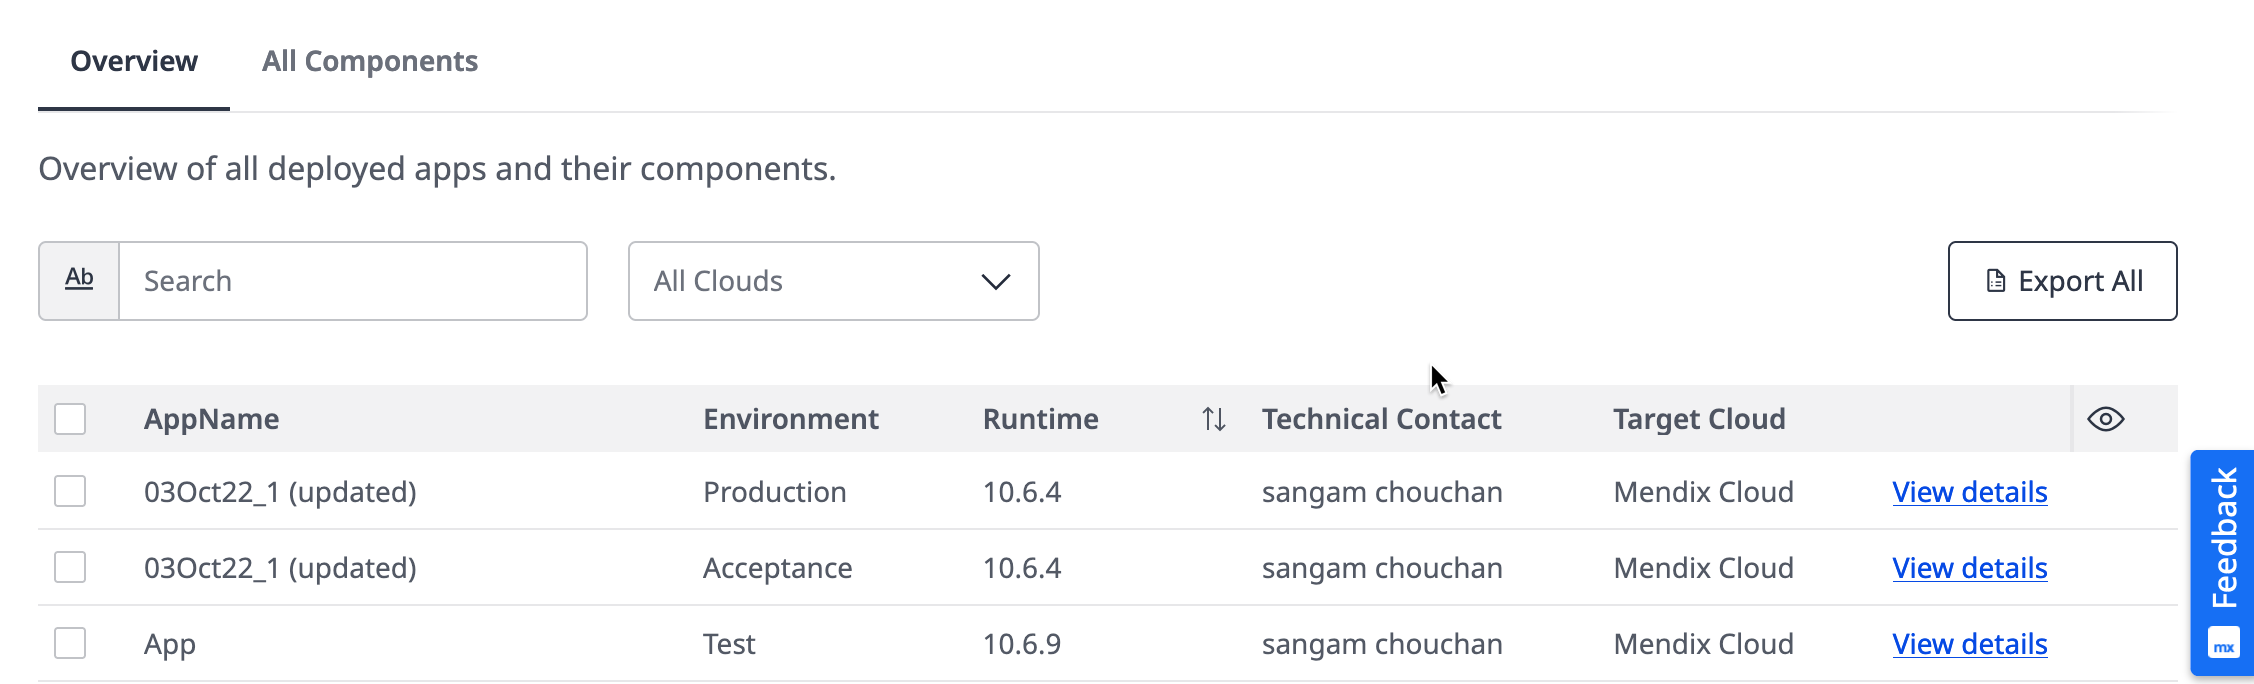 Overview All Components
Overview of all deployed apps and their components.
Ab Search All Clouds Export All
AppName Environment Runtime Technical Contact Target Cloud
03Oct22_1 (updated) Production 10.6.4 sangam chouchan Mendix Cloud View details
03Oct22_1 (updated) Acceptance 10.6.4 sangam chouchan Mendix Cloud View details
App Test 10.6.9 sangam chouchan Mendix Cloud View details
Feedback
mx